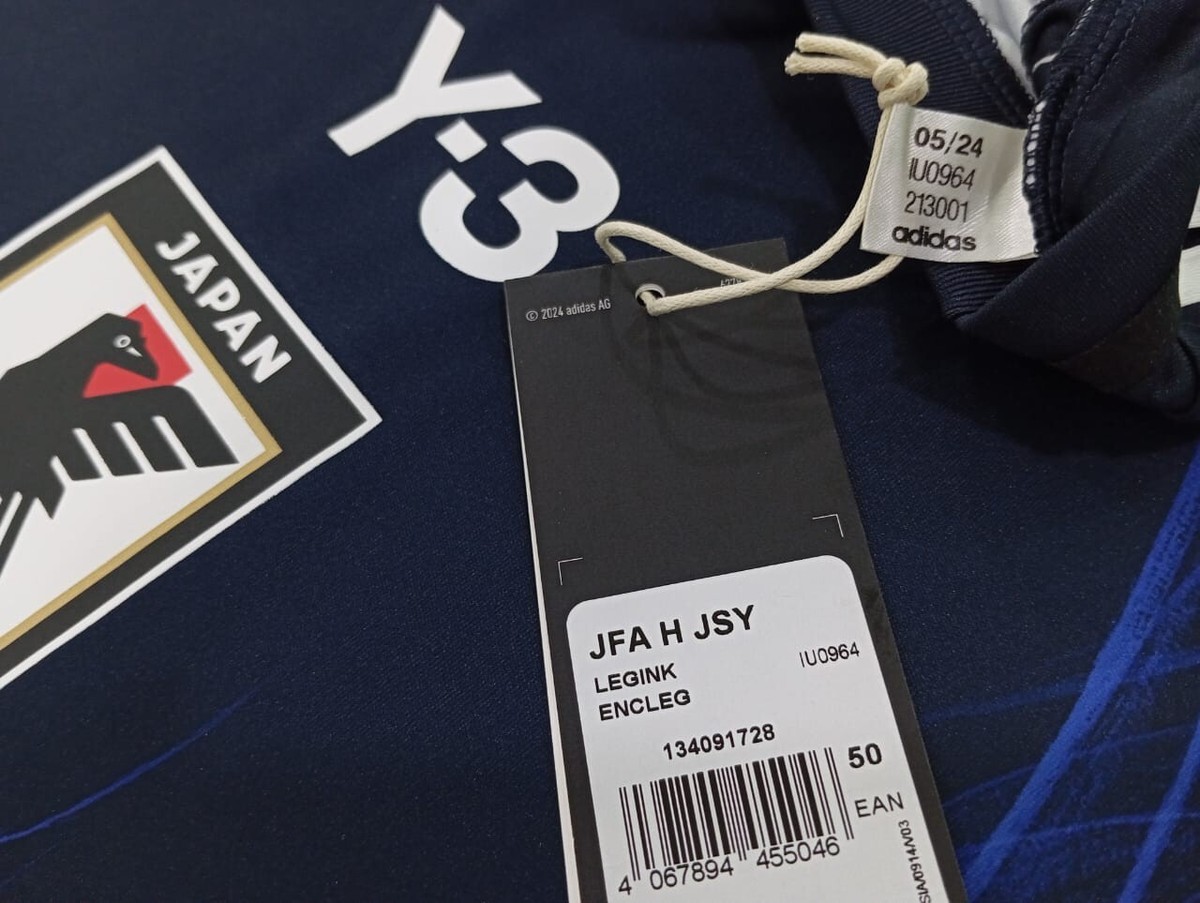 Y-3
JAPAN
05/24
IU0964
213001
adidas
© 2024 adidas AG
JFA H JSY
LEGINK
IU0964
ENCLEG
134091728
50
EAN
4 067894 455046